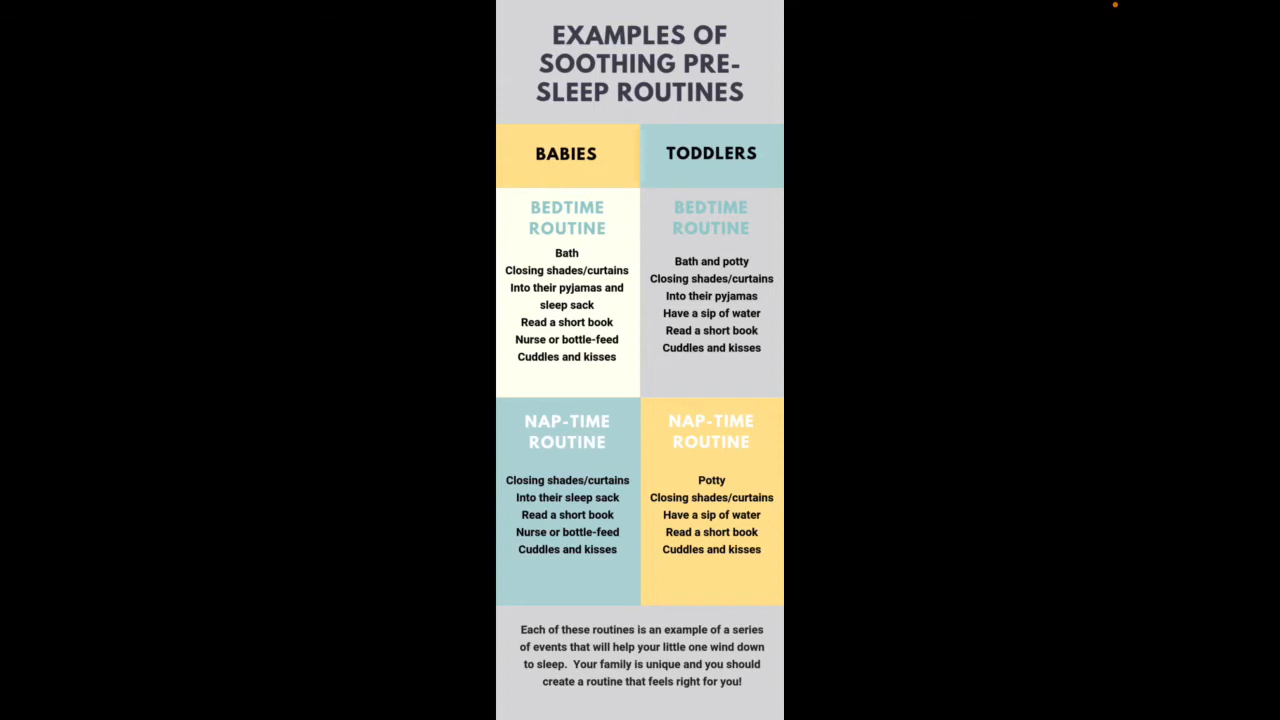 EXAMPLES OF
SOOTHING PRE-
SLEEP ROUTINES
BABIES
TODDLERS
BEDTIME
ROUTINE
Bath
Closing shades/curtains
Into their pyjamas and
sleep sack
Read a short book
Nurse or bottle-feed
Cuddles and kisses
BEDTIME
ROUTINE
Bath and potty
Closing shades/curtains
Into their pyjamas
Have a sip of water
Read a short book
Cuddles and kisses
NAP-TIME
ROUTINE
Closing shades/curtains
Into their sleep sack
Read a short book
Nurse or bottle-feed
Cuddles and kisses
NAP-TIME
ROUTINE
Potty
Closing shades/curtains
Have a sip of water
Read a short book
Cuddles and kisses
Each of these routines is an example of a series
of events that will help your little one wind down
to sleep.  Your family is unique and you should
create a routine that feels right for you!